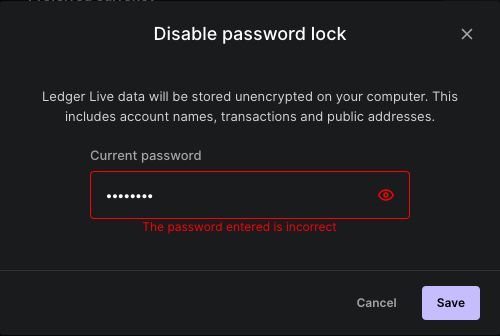 Disable password lock
Ledger Live data will be stored unencrypted on your computer. This
includes account names, transactions and public addresses.
Current password
••••••••
The password entered is incorrect
Cancel
Save